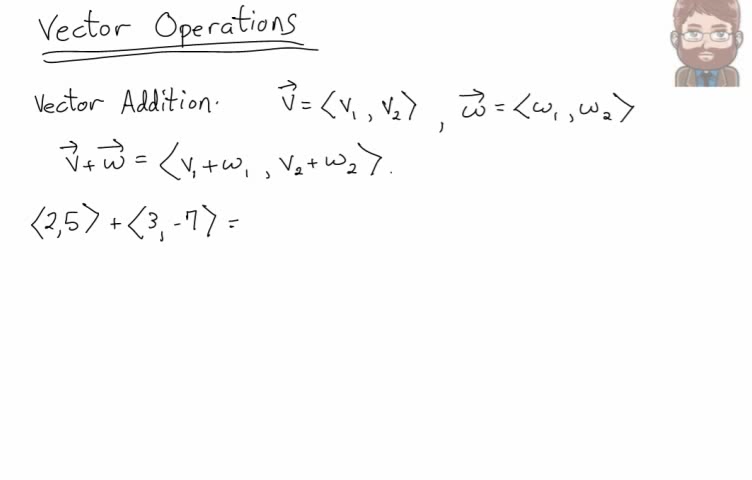 Vector Operations
Vector Addition. v⃗ = ⟨v₁, v₂⟩, w⃗ = ⟨w₁, w₂⟩
v⃗ + w⃗ = ⟨v₁ + w₁, v₂ + w₂⟩.
⟨2,5⟩ + ⟨3, -7⟩ =